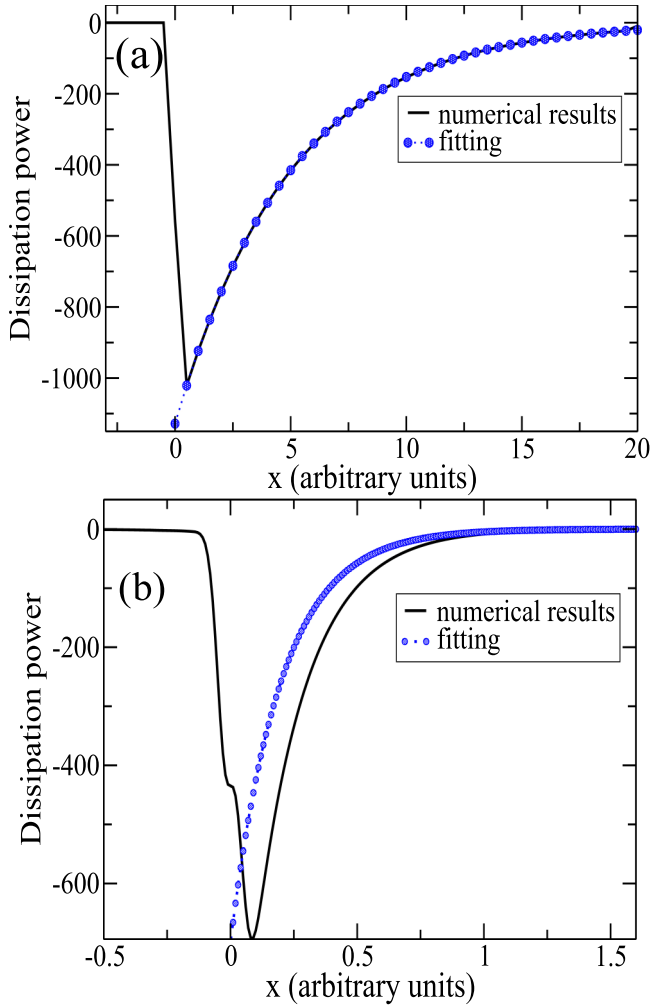 0
(a)
-200
numerical results
fitting
-400
-600
-800
-1000
Dissipation power
0
5
10
15
20
x (arbitrary units)
0
(b)
numerical results
fitting
-200
-400
-600
Dissipation power
-0.5
0
0.5
1
1.5
x (arbitrary units)